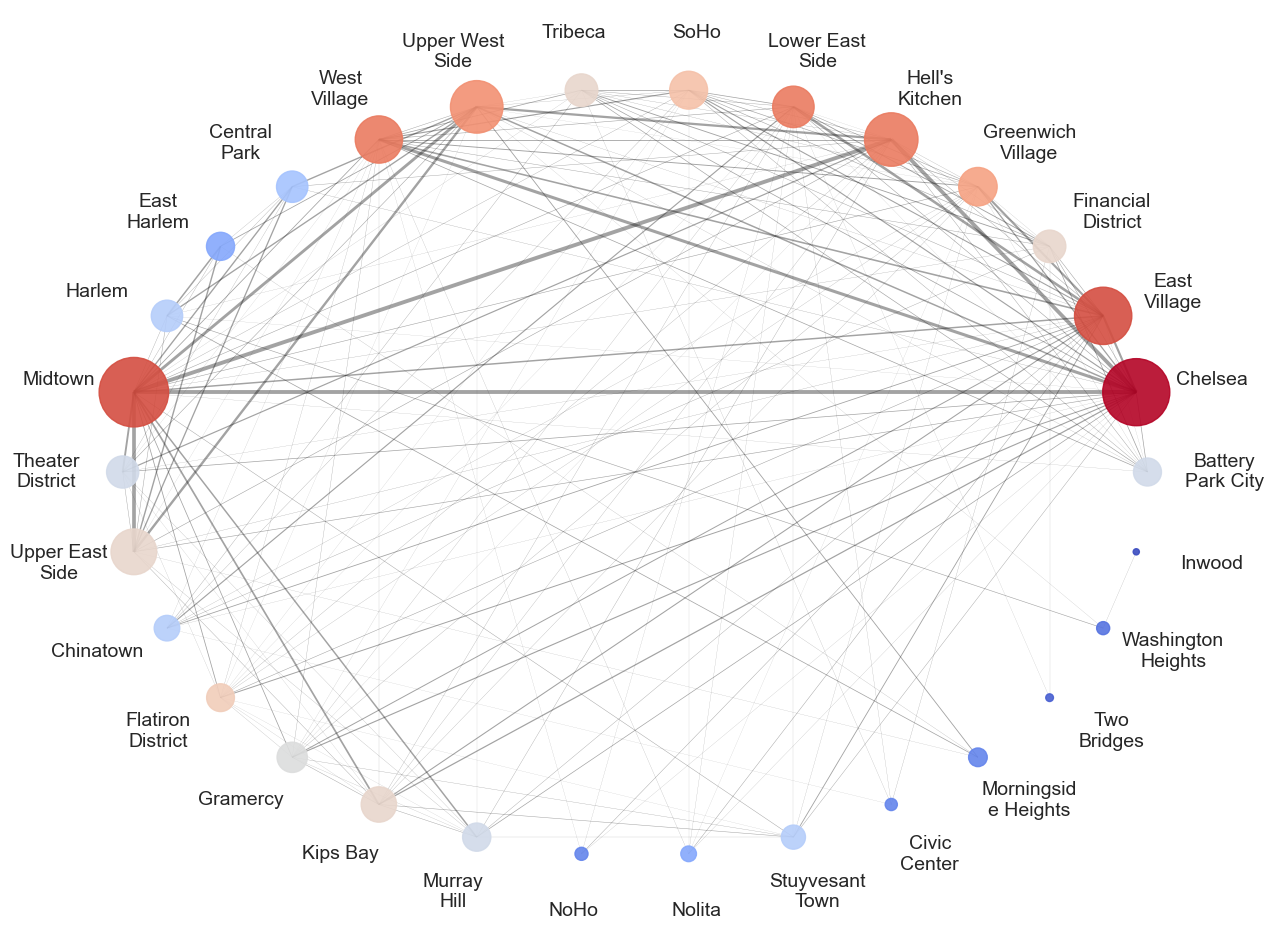 Tribeca
SoHo
Upper West
Side
Lower East
Side
West
Village
Hell's
Kitchen
Central
Park
Greenwich
Village
East
Harlem
Financial
District
Harlem
East
Village
Midtown
Chelsea
Theater
District
Battery
Park City
Upper East
Side
Inwood
Chinatown
Washington
Heights
Flatiron
District
Two
Bridges
Gramercy
Morningsid
e Heights
Kips Bay
Civic
Center
Murray
Hill
Stuyvesant
Town
NoHo
Nolita